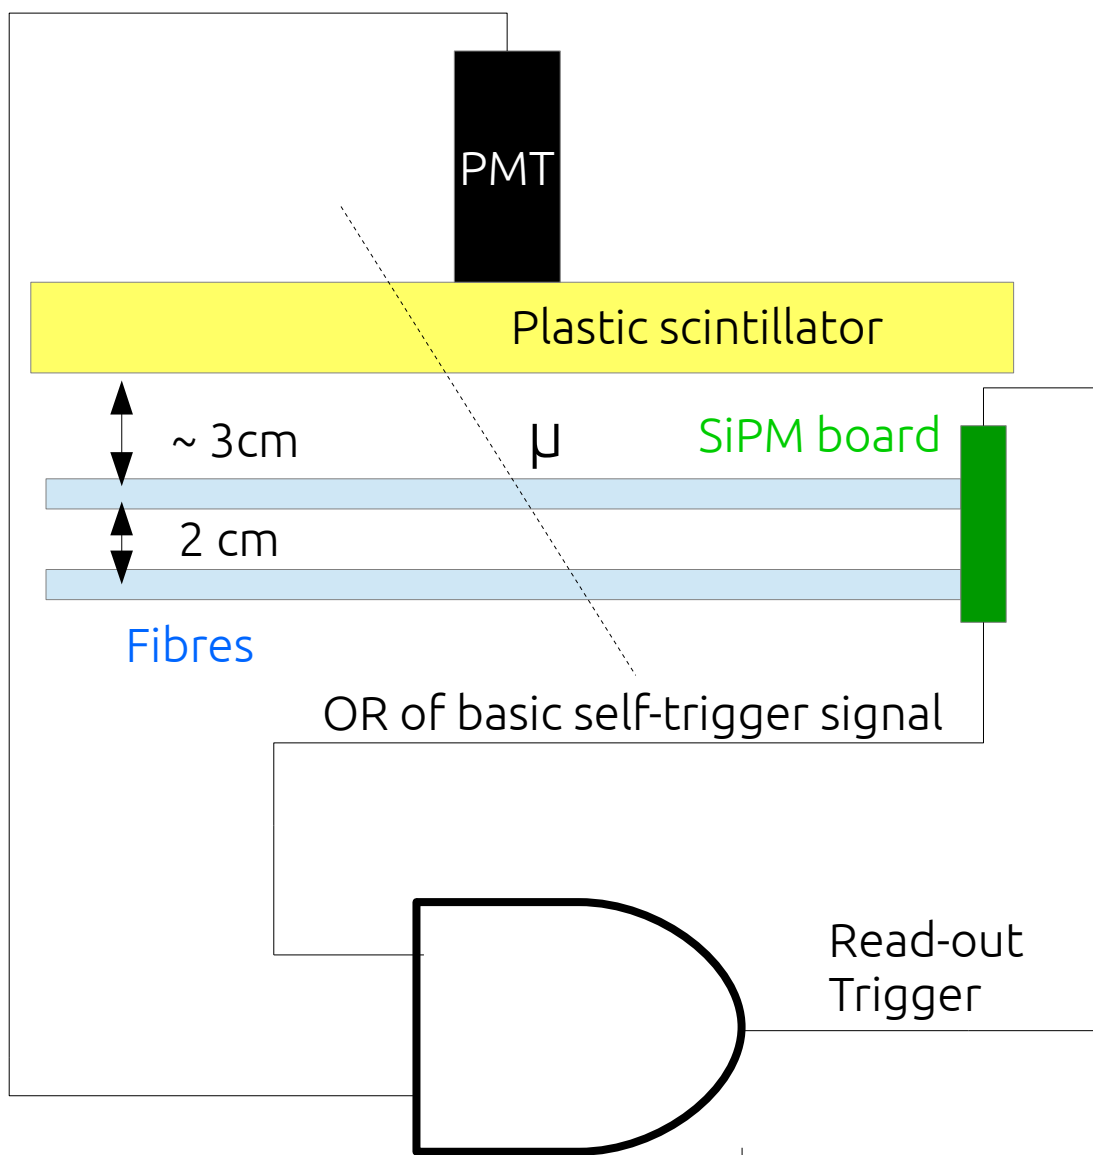 PMT
Plastic scintillator
~ 3cm
μ
SiPM board
2 cm
Fibres
OR of basic self-trigger signal
Read-out
Trigger